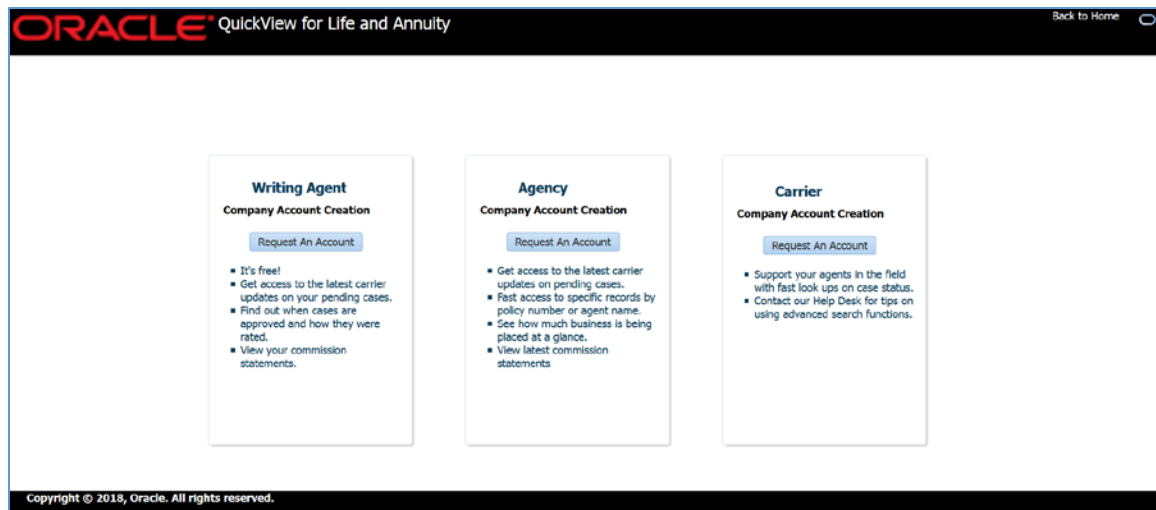 ORACLE QuickView for Life and Annuity
Back to Home
Writing Agent
Company Account Creation
Request An Account
It's free!
Get access to the latest carrier
updates on your pending cases.
Find out when cases are
approved and how they were
rated.
View your commission
statements.
Agency
Company Account Creation
Request An Account
Get access to the latest carrier
updates on pending cases.
Fast access to specific records by
policy number or agent name.
See how much business is being
placed at a glance.
View latest commission
statements
Carrier
Company Account Creation
Request An Account
Support your agents in the field
with fast look ups on case status.
Contact our Help Desk for tips on
using advanced search functions.
Copyright © 2018, Oracle. All rights reserved.